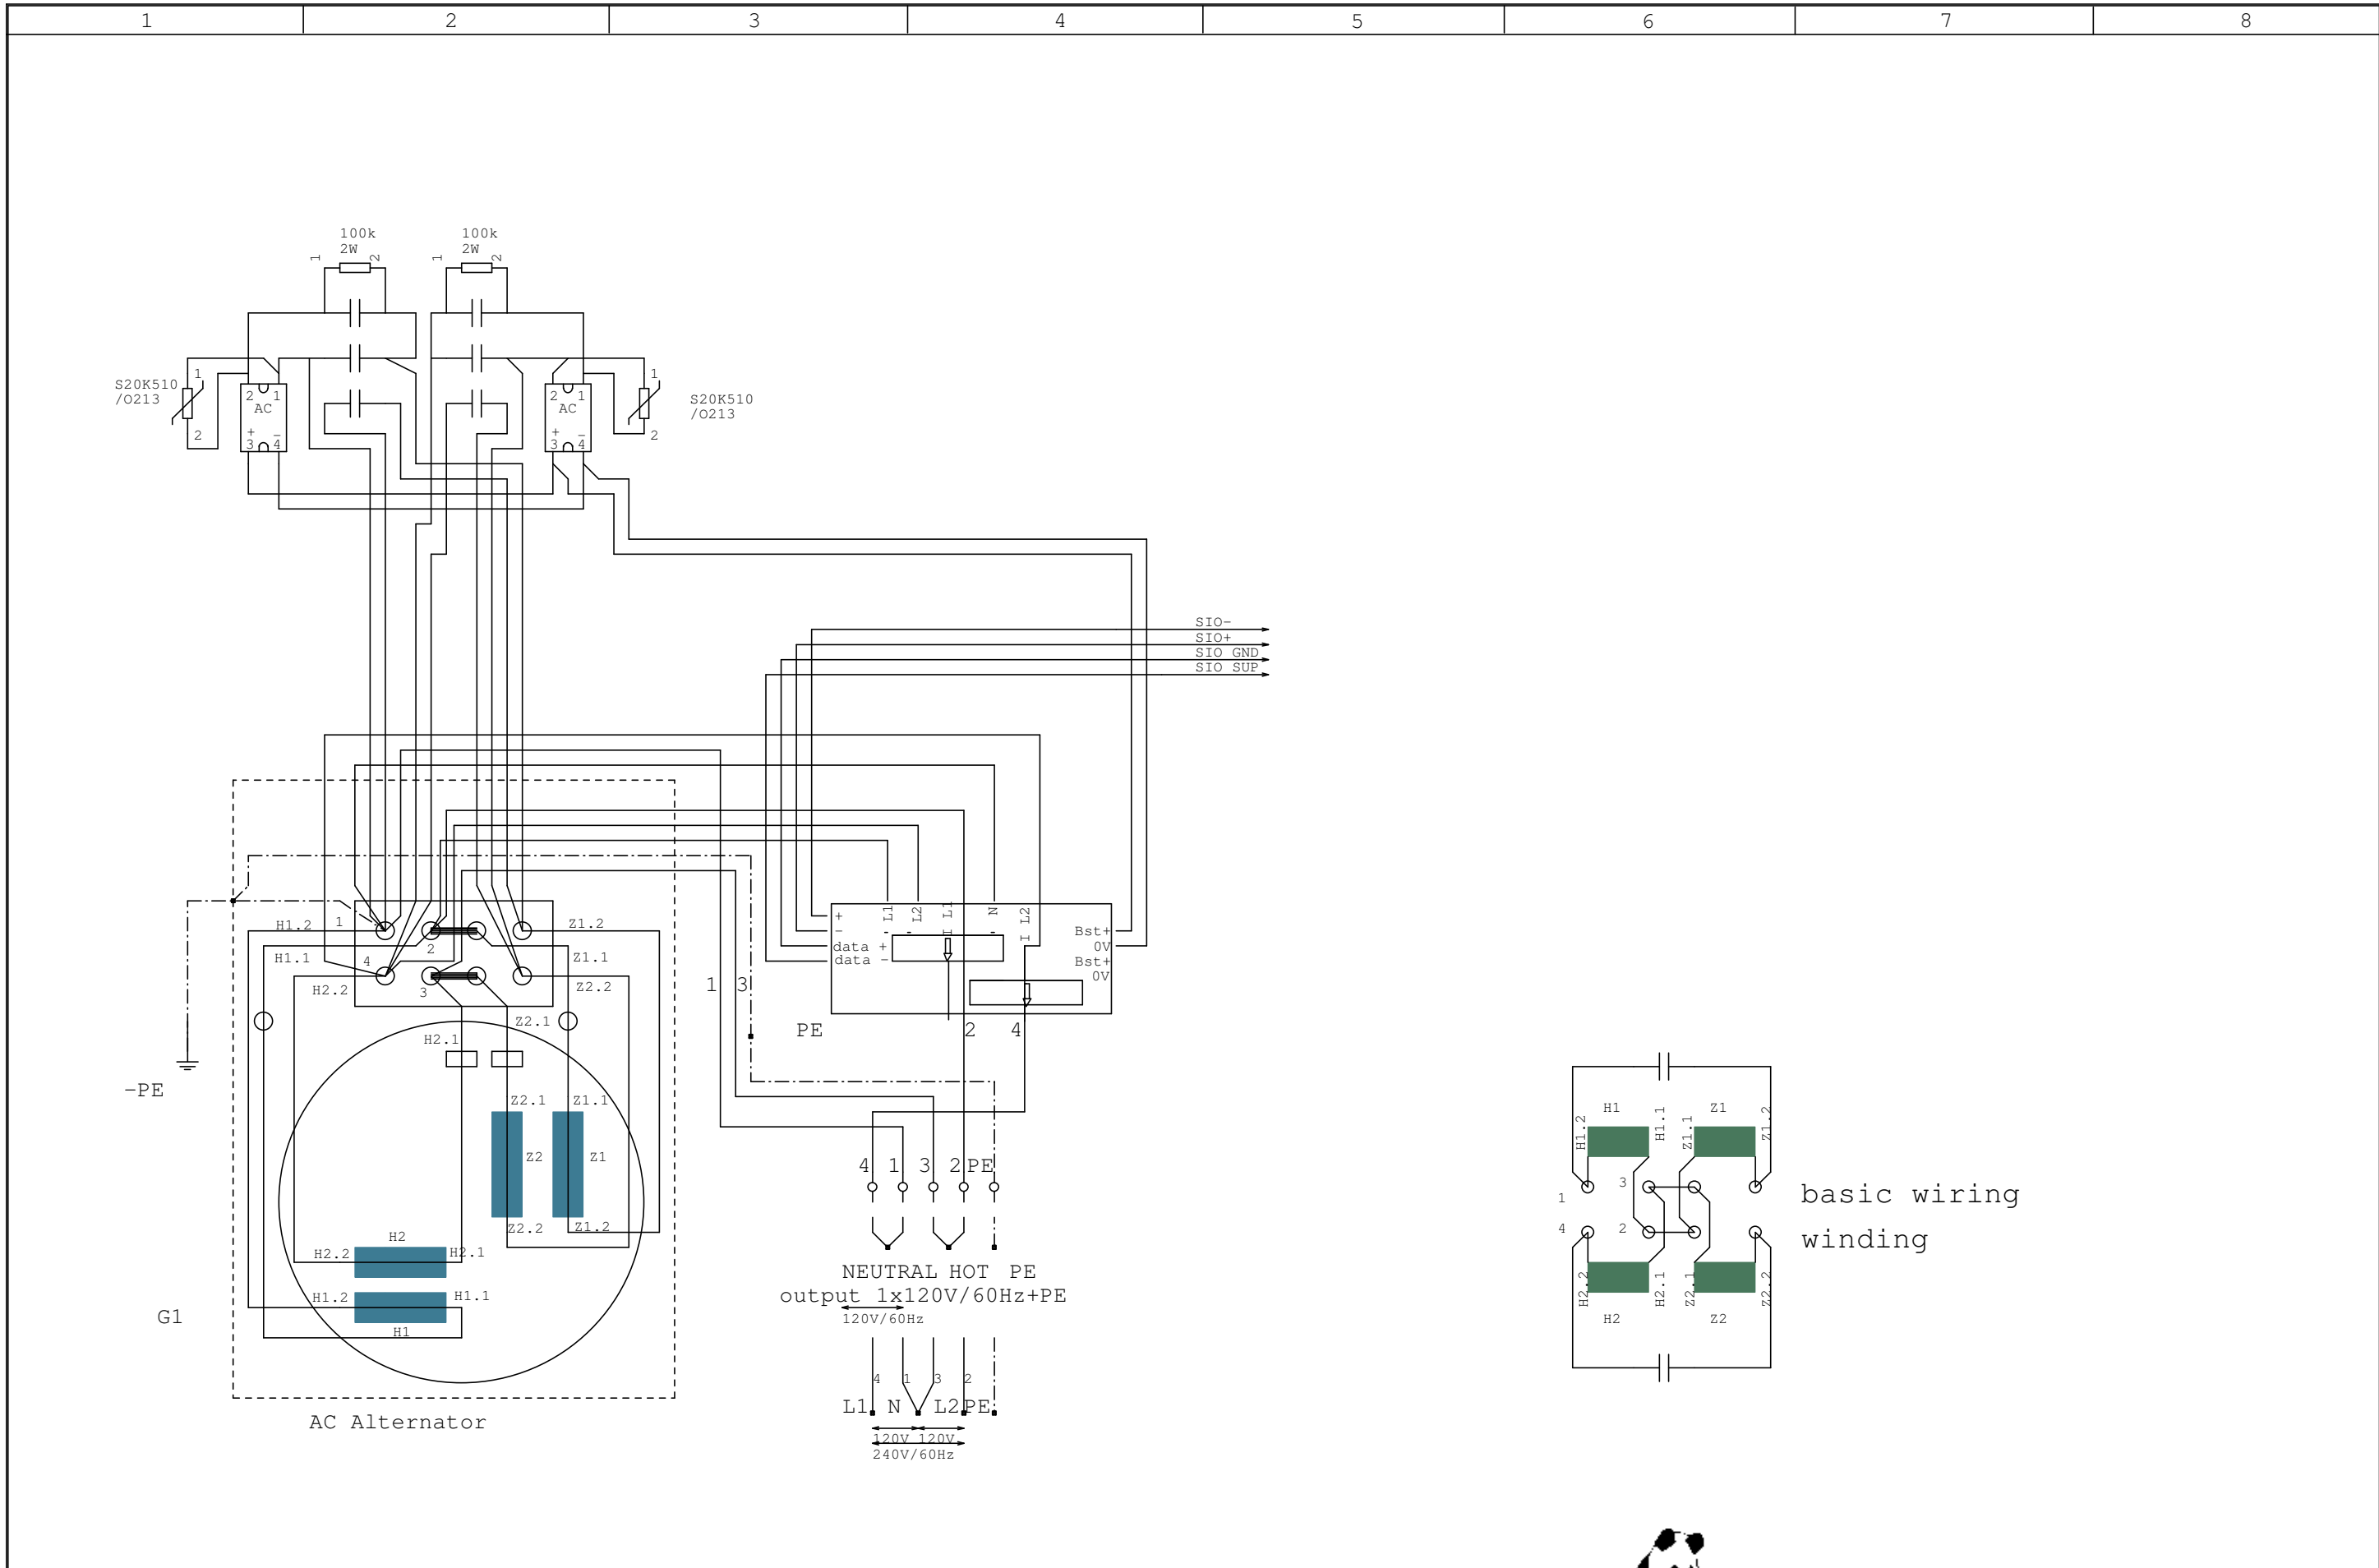 1 2 3 4 5 6 7 8
100k 100k
2W 2W
1 2 1 2
S20K510
/O213
1
2
2 1
AC
+ -
3 4
2 1
AC
+ -
3 4
1
2
S20K510
/O213
SIO-
SIO+
SIO GND
SIO SUP
L1 L2 I L1 N I L2
+
-
data +
data -
- - -
Bst+
0V
Bst+
0V
H1.2 1 Z1.2
2
H1.1 4 Z1.1
H2.2 3 Z2.2
1 3
Z2.1
H2.1
PE 2 4
-PE
Z2.1 Z1.1
Z2 Z1
Z2.2 Z1.2
H2
H2.2 H2.1
H1.2 H1.1
H1
G1
AC Alternator
4 1 3 2 PE
NEUTRAL HOT PE
output 1x120V/60Hz+PE
120V/60Hz
4 1 3 2
L1 N L2 PE
120V 120V
240V/60Hz
H1 Z1
H1.2 H1.1 Z1.1 Z1.2
1 3
4 2
H2.2 H2.1 Z2.1 Z2.2
H2 Z2
basic wiring
winding